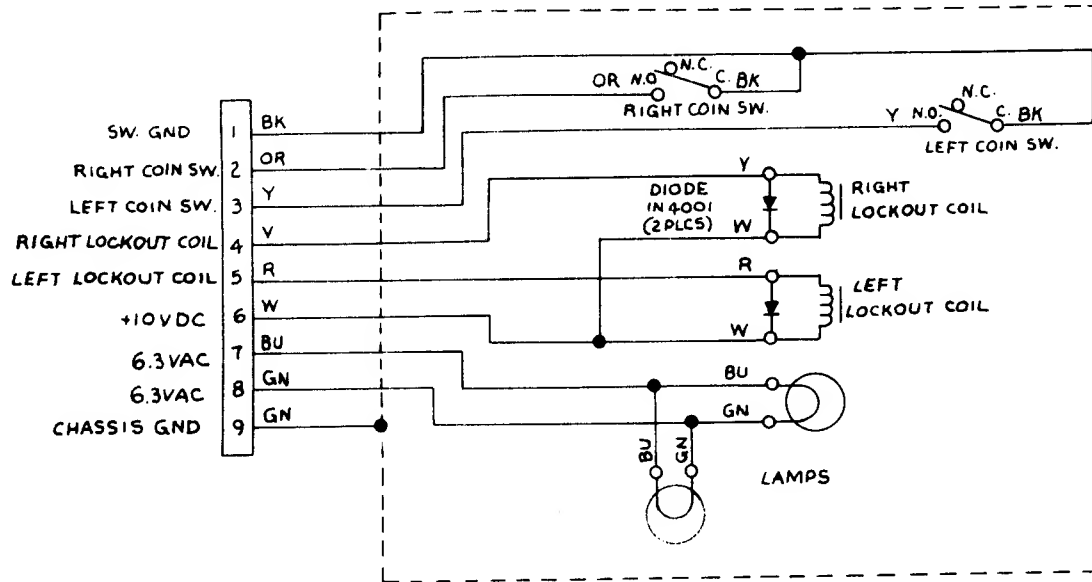 SW. GND 1 BK
RIGHT COIN SW. 2 OR
LEFT COIN SW. 3 Y
RIGHT LOCKOUT COIL 4 V
LEFT LOCKOUT COIL 5 R
+10VDC 6 W
6.3VAC 7 BU
6.3VAC 8 GN
CHASSIS GND 9 GN
OR N.O N.C. C. BK
RIGHT COIN SW.
Y N.O. N.C. C. BK
LEFT COIN SW.
Y
DIODE
IN4001
(2PLCS)
W
RIGHT
LOCKOUT COIL
R
W
LEFT
LOCKOUT COIL
BU
GN
BU
GN
LAMPS